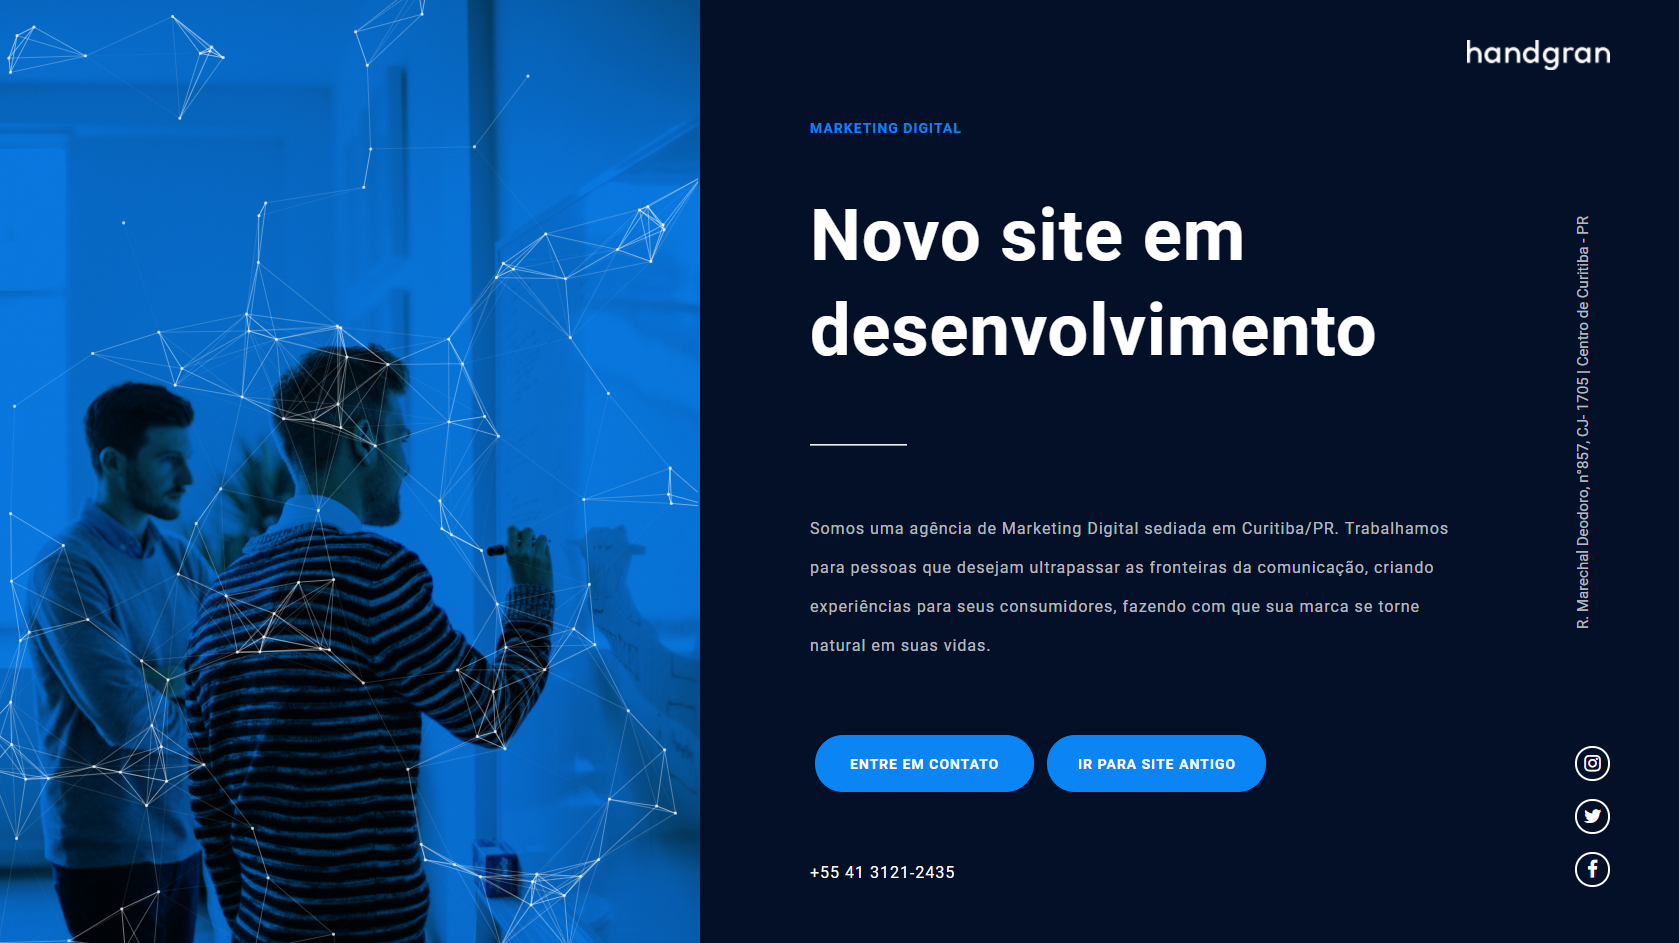 handgran
MARKETING DIGITAL
Novo site em
desenvolvimento
Somos uma agência de Marketing Digital sediada em Curitiba/PR. Trabalhamos
para pessoas que desejam ultrapassar as fronteiras da comunicação, criando
experiências para seus consumidores, fazendo com que sua marca se torne
natural em suas vidas.
ENTRE EM CONTATO
IR PARA SITE ANTIGO
+55 41 3121-2435
R. Marechal Deodoro, n°857, CJ- 1705 | Centro de Curitiba - PR